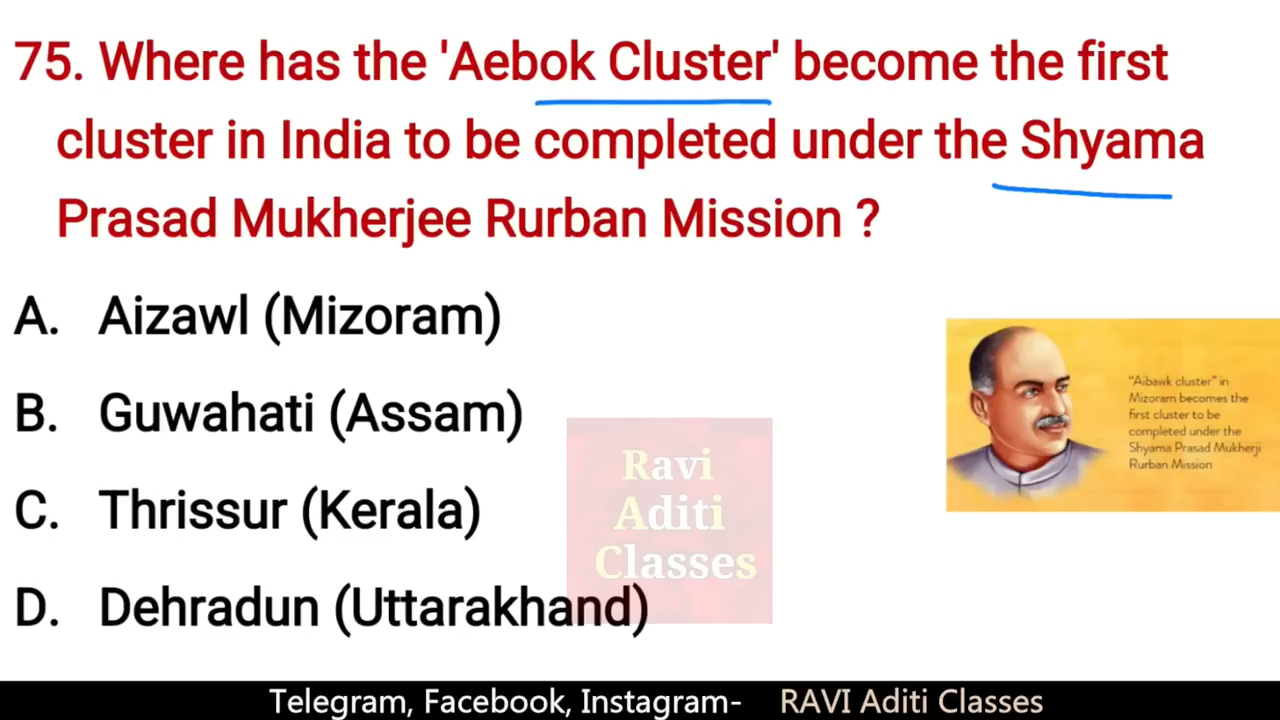 75. Where has the 'Aebok Cluster' become the first
cluster in India to be completed under the Shyama
Prasad Mukherjee Rurban Mission ?
A. Aizawl (Mizoram)
B. Guwahati (Assam)
C. Thrissur (Kerala)
D. Dehradun (Uttarakhand)
"Aibawk cluster" in
Mizoram becomes the
first cluster to be
completed under the
Shyama Prasad Mukherji
Rurban Mission
Ravi
Aditi
Classes
Telegram, Facebook, Instagram- RAVI Aditi Classes